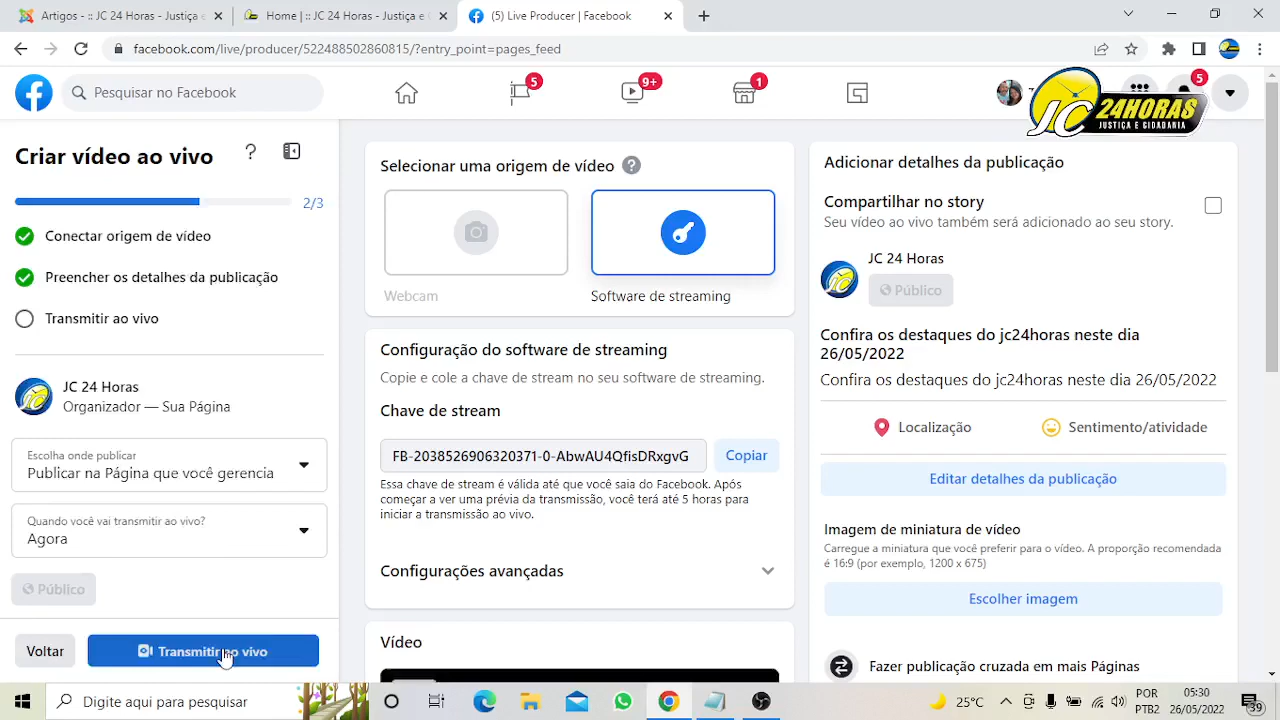 Artigos - :: JC 24 Horas - Justiça e
Home | :: JC 24 Horas - Justiça e
(5) Live Producer | Facebook
facebook.com/live/producer/522488502860815/?entry_point=pages_feed
Pesquisar no Facebook
5
9+
1
5
JC 24HORAS
JUSTIÇA E CIDADANIA
Criar vídeo ao vivo
?
2/3
Conectar origem de vídeo
Preencher os detalhes da publicação
Transmitir ao vivo
JC 24 Horas
Organizador — Sua Página
Escolha onde publicar
Publicar na Página que você gerencia
Quando você vai transmitir ao vivo?
Agora
Público
Voltar
Transmitir ao vivo
Selecionar uma origem de vídeo ?
Webcam
Software de streaming
Configuração do software de streaming
Copie e cole a chave de stream no seu software de streaming.
Chave de stream
FB-2038526906320371-0-AbwAU4QfisDRxgvG
Copiar
Essa chave de stream é válida até que você saia do Facebook. Após
começar a ver uma prévia da transmissão, você terá até 5 horas para
iniciar a transmissão ao vivo.
Configurações avançadas
Vídeo
Adicionar detalhes da publicação
Compartilhar no story
Seu vídeo ao vivo também será adicionado ao seu story.
JC 24 Horas
Público
Confira os destaques do jc24horas neste dia
26/05/2022
Confira os destaques do jc24horas neste dia 26/05/2022
Localização
Sentimento/atividade
Editar detalhes da publicação
Imagem de miniatura de vídeo
Carregue a miniatura que você preferir para o vídeo. A proporção recomendada
é 16:9 (por exemplo, 1200 x 675)
Escolher imagem
Fazer publicação cruzada em mais Páginas
Digite aqui para pesquisar
25°C
POR
PTB2
05:30
26/05/2022
39